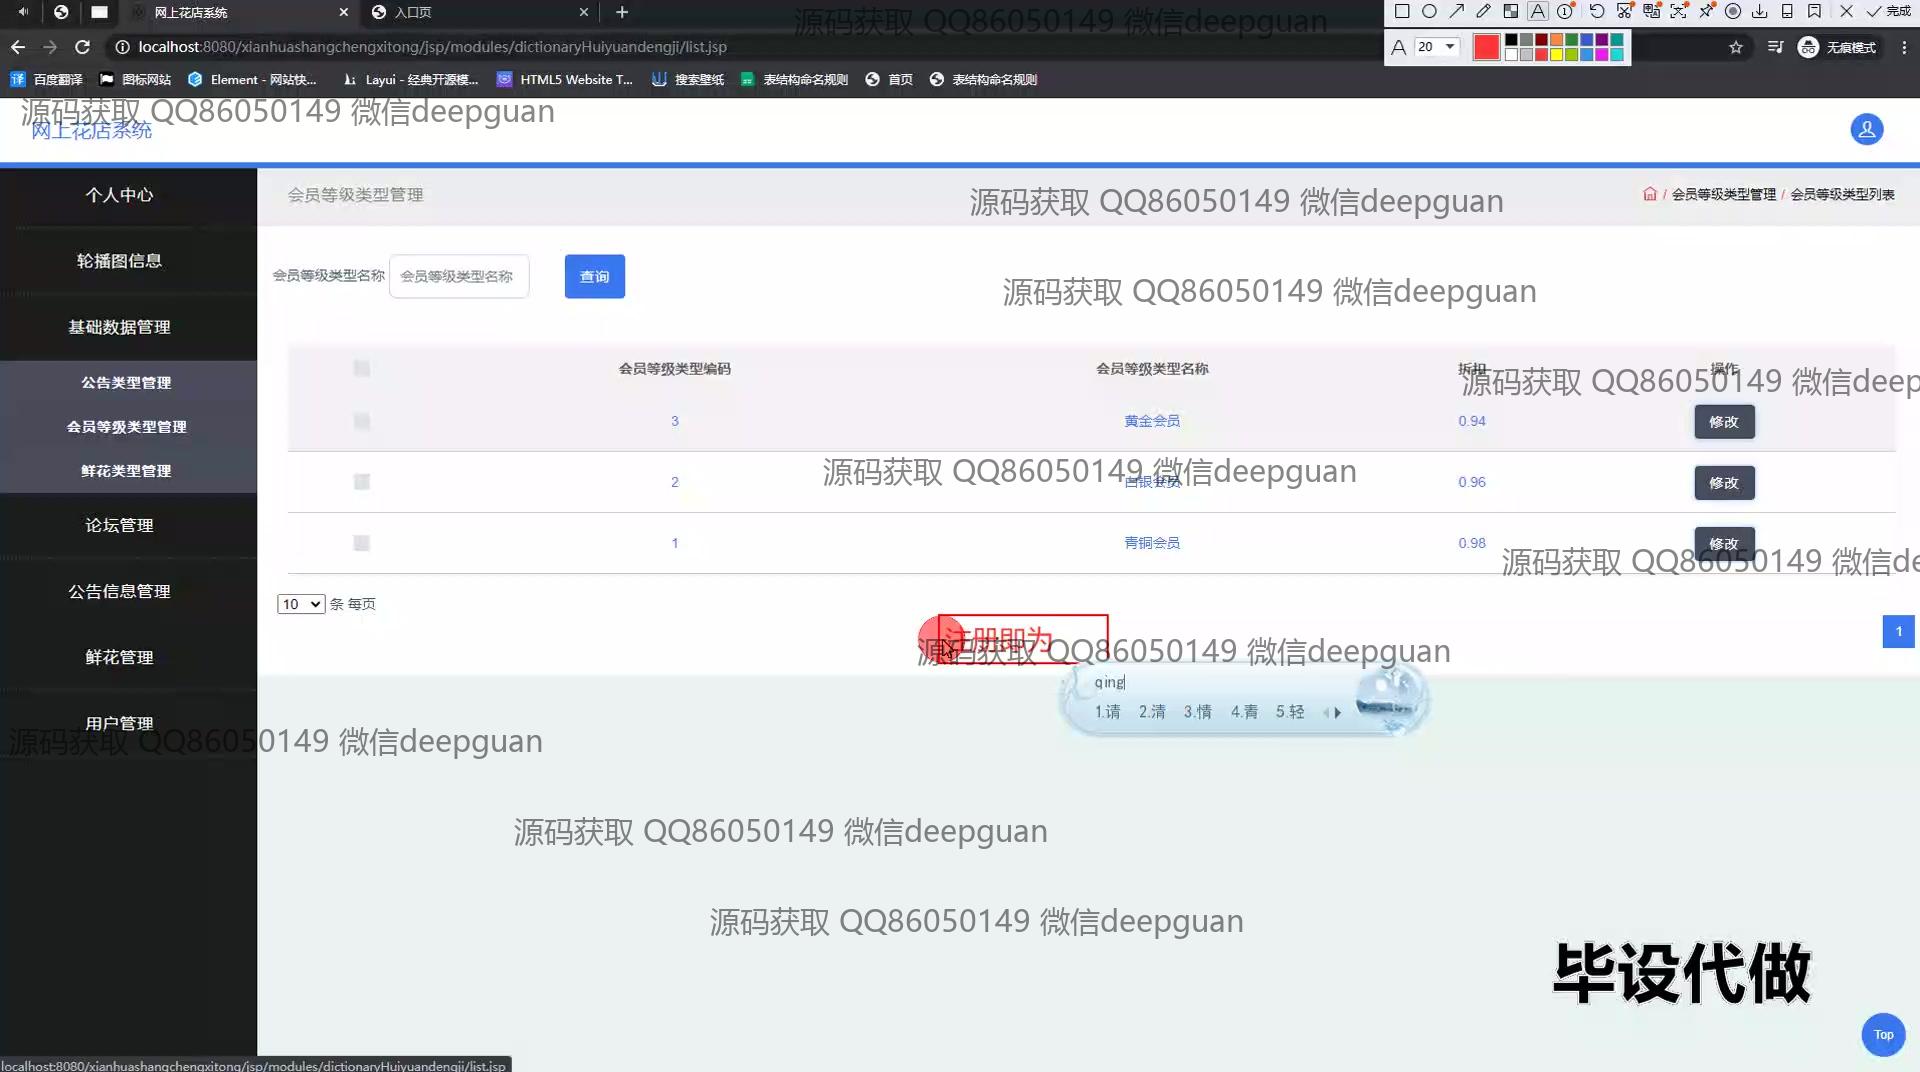 网上花店系统
入口页
20
完成
localhost:8080/xianhuashangchengxitong/jsp/modules/dictionaryHuiyuandengji/list.jsp
无痕模式
百度翻译
图标网站
Element - 网站快...
Layui - 经典开源模...
HTML5 Website T...
搜索壁纸
表结构命名规则
首页
表结构命名规则
源码获取 QQ86050149 微信deepguan
源码获取 QQ86050149 微信deepguan
网上花店系统
个人中心
轮播图信息
基础数据管理
公告类型管理
会员等级类型管理
鲜花类型管理
论坛管理
公告信息管理
鲜花管理
用户管理
会员等级类型管理
源码获取 QQ86050149 微信deepguan
/ 会员等级类型管理 / 会员等级类型列表
会员等级类型名称
会员等级类型名称
查询
源码获取 QQ86050149 微信deepguan
会员等级类型编码 会员等级类型名称 折扣 操作
源码获取 QQ86050149 微信deep
3 黄金会员 0.94 修改
源码获取 QQ86050149 微信deepguan
2 白银会员 0.96 修改
1 青铜会员 0.98 修改
源码获取 QQ86050149 微信de
10 条 每页
1
注册即为
源码获取 QQ86050149 微信deepguan
qing
1.请 2.清 3.情 4.青 5.轻
源码获取 QQ86050149 微信deepguan
源码获取 QQ86050149 微信deepguan
源码获取 QQ86050149 微信deepguan
毕设代做
Top
localhost:8080/xianhuashangchengxitong/jsp/modules/dictionaryHuiyuandengji/list.jsp